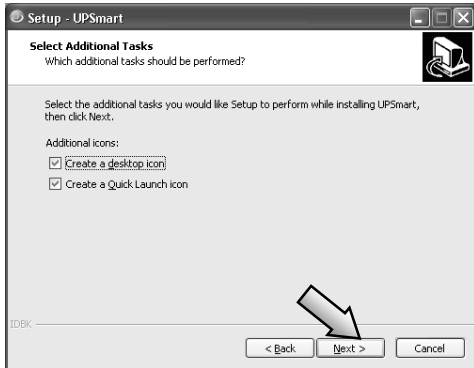 Setup - UPSmart
Select Additional Tasks
Which additional tasks should be performed?
Select the additional tasks you would like Setup to perform while installing UPSmart,
then click Next.
Additional icons:
Create a desktop icon
Create a Quick Launch icon
IDBK
< Back
Next >
Cancel